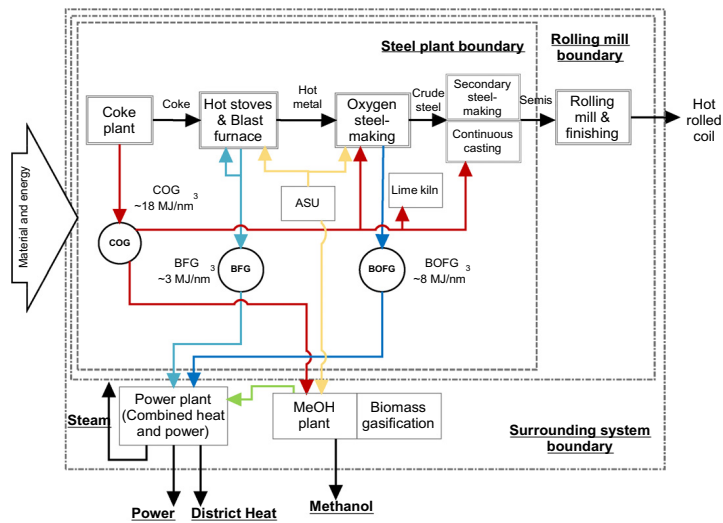 Steel plant boundary
Rolling mill
boundary
Coke
plant
Coke
Hot stoves
& Blast
furnace
Hot
metal
Oxygen
steel-
making
Crude
steel
Secondary
steel-
making
Continuous
casting
Semis
Rolling
mill &
finishing
Hot
rolled
coil
Material and energy
COG
~18 MJ/nm³
ASU
Lime kiln
COG
BFG
~3 MJ/nm³
BFG
BOFG
BOFG
~8 MJ/nm³
Steam
Power plant
(Combined heat
and power)
MeOH
plant
Biomass
gasification
Surrounding system
boundary
Power
District Heat
Methanol